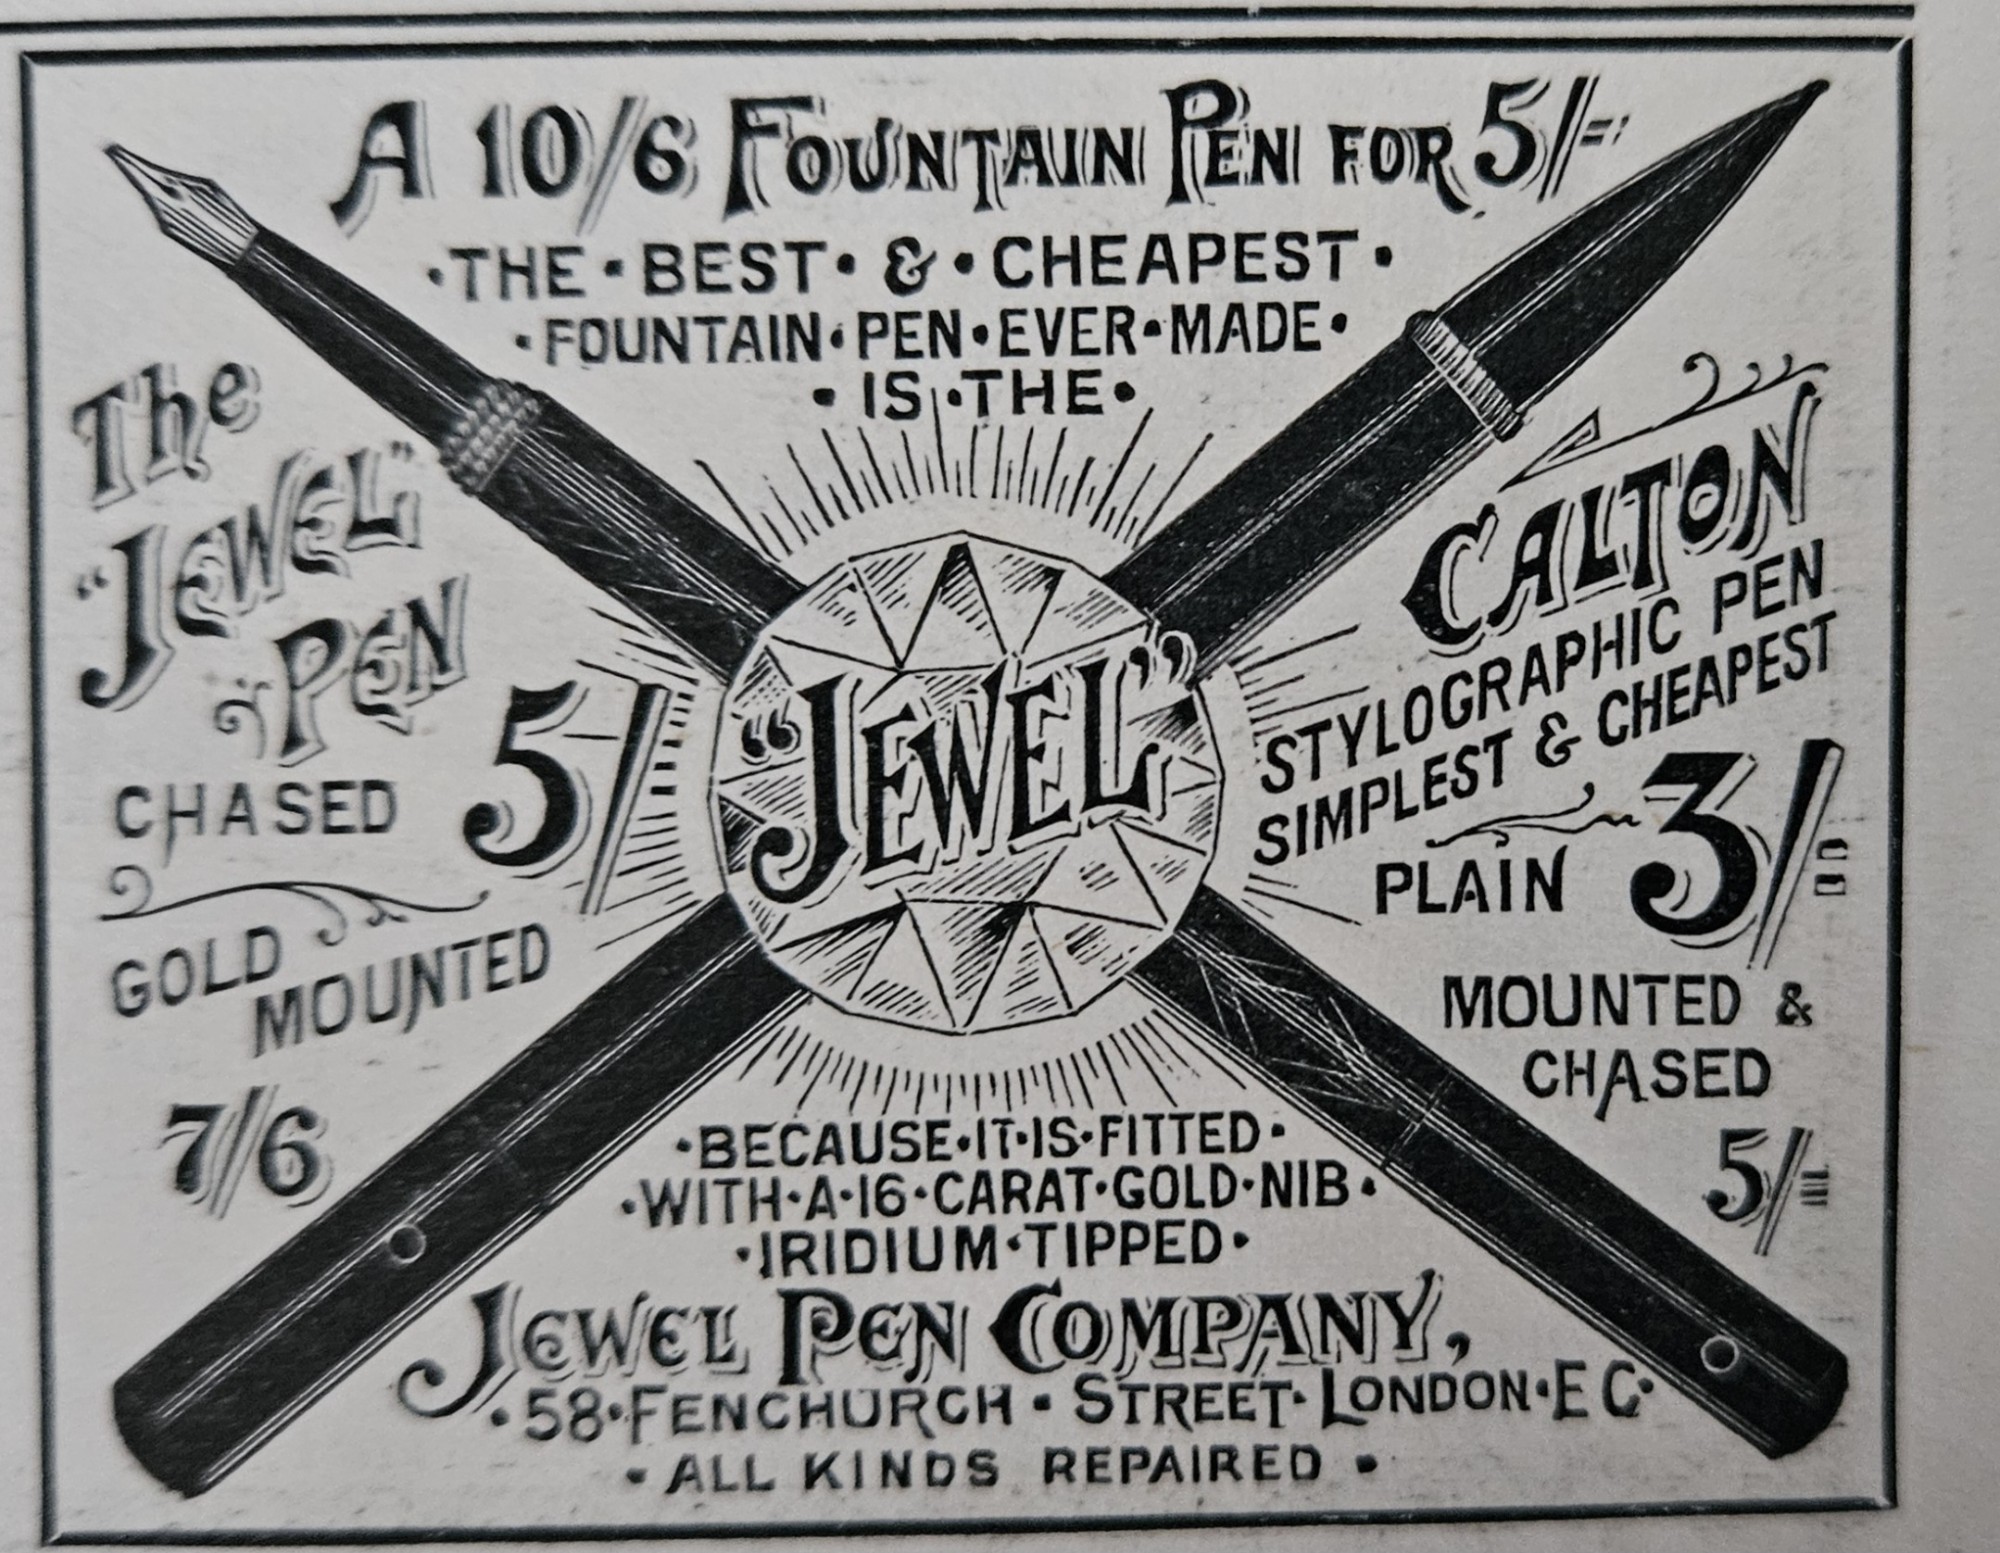 A 10/6 FOUNTAIN PEN FOR 5/=
·THE·BEST·&·CHEAPEST·
·FOUNTAIN·PEN·EVER·MADE·
·IS·THE·
The
"JEWEL"
PEN
CHASED 5/
GOLD
MOUNTED
7/6
"JEWEL"
CALTON
STYLOGRAPHIC PEN
SIMPLEST & CHEAPEST
PLAIN 3/=
MOUNTED &
CHASED
5/=
·BECAUSE·IT·IS·FITTED·
·WITH·A·16·CARAT·GOLD·NIB·
·IRIDIUM·TIPPED·
JEWEL PEN COMPANY,
·58·FENCHURCH·STREET·LONDON·E C·
·ALL KINDS REPAIRED·